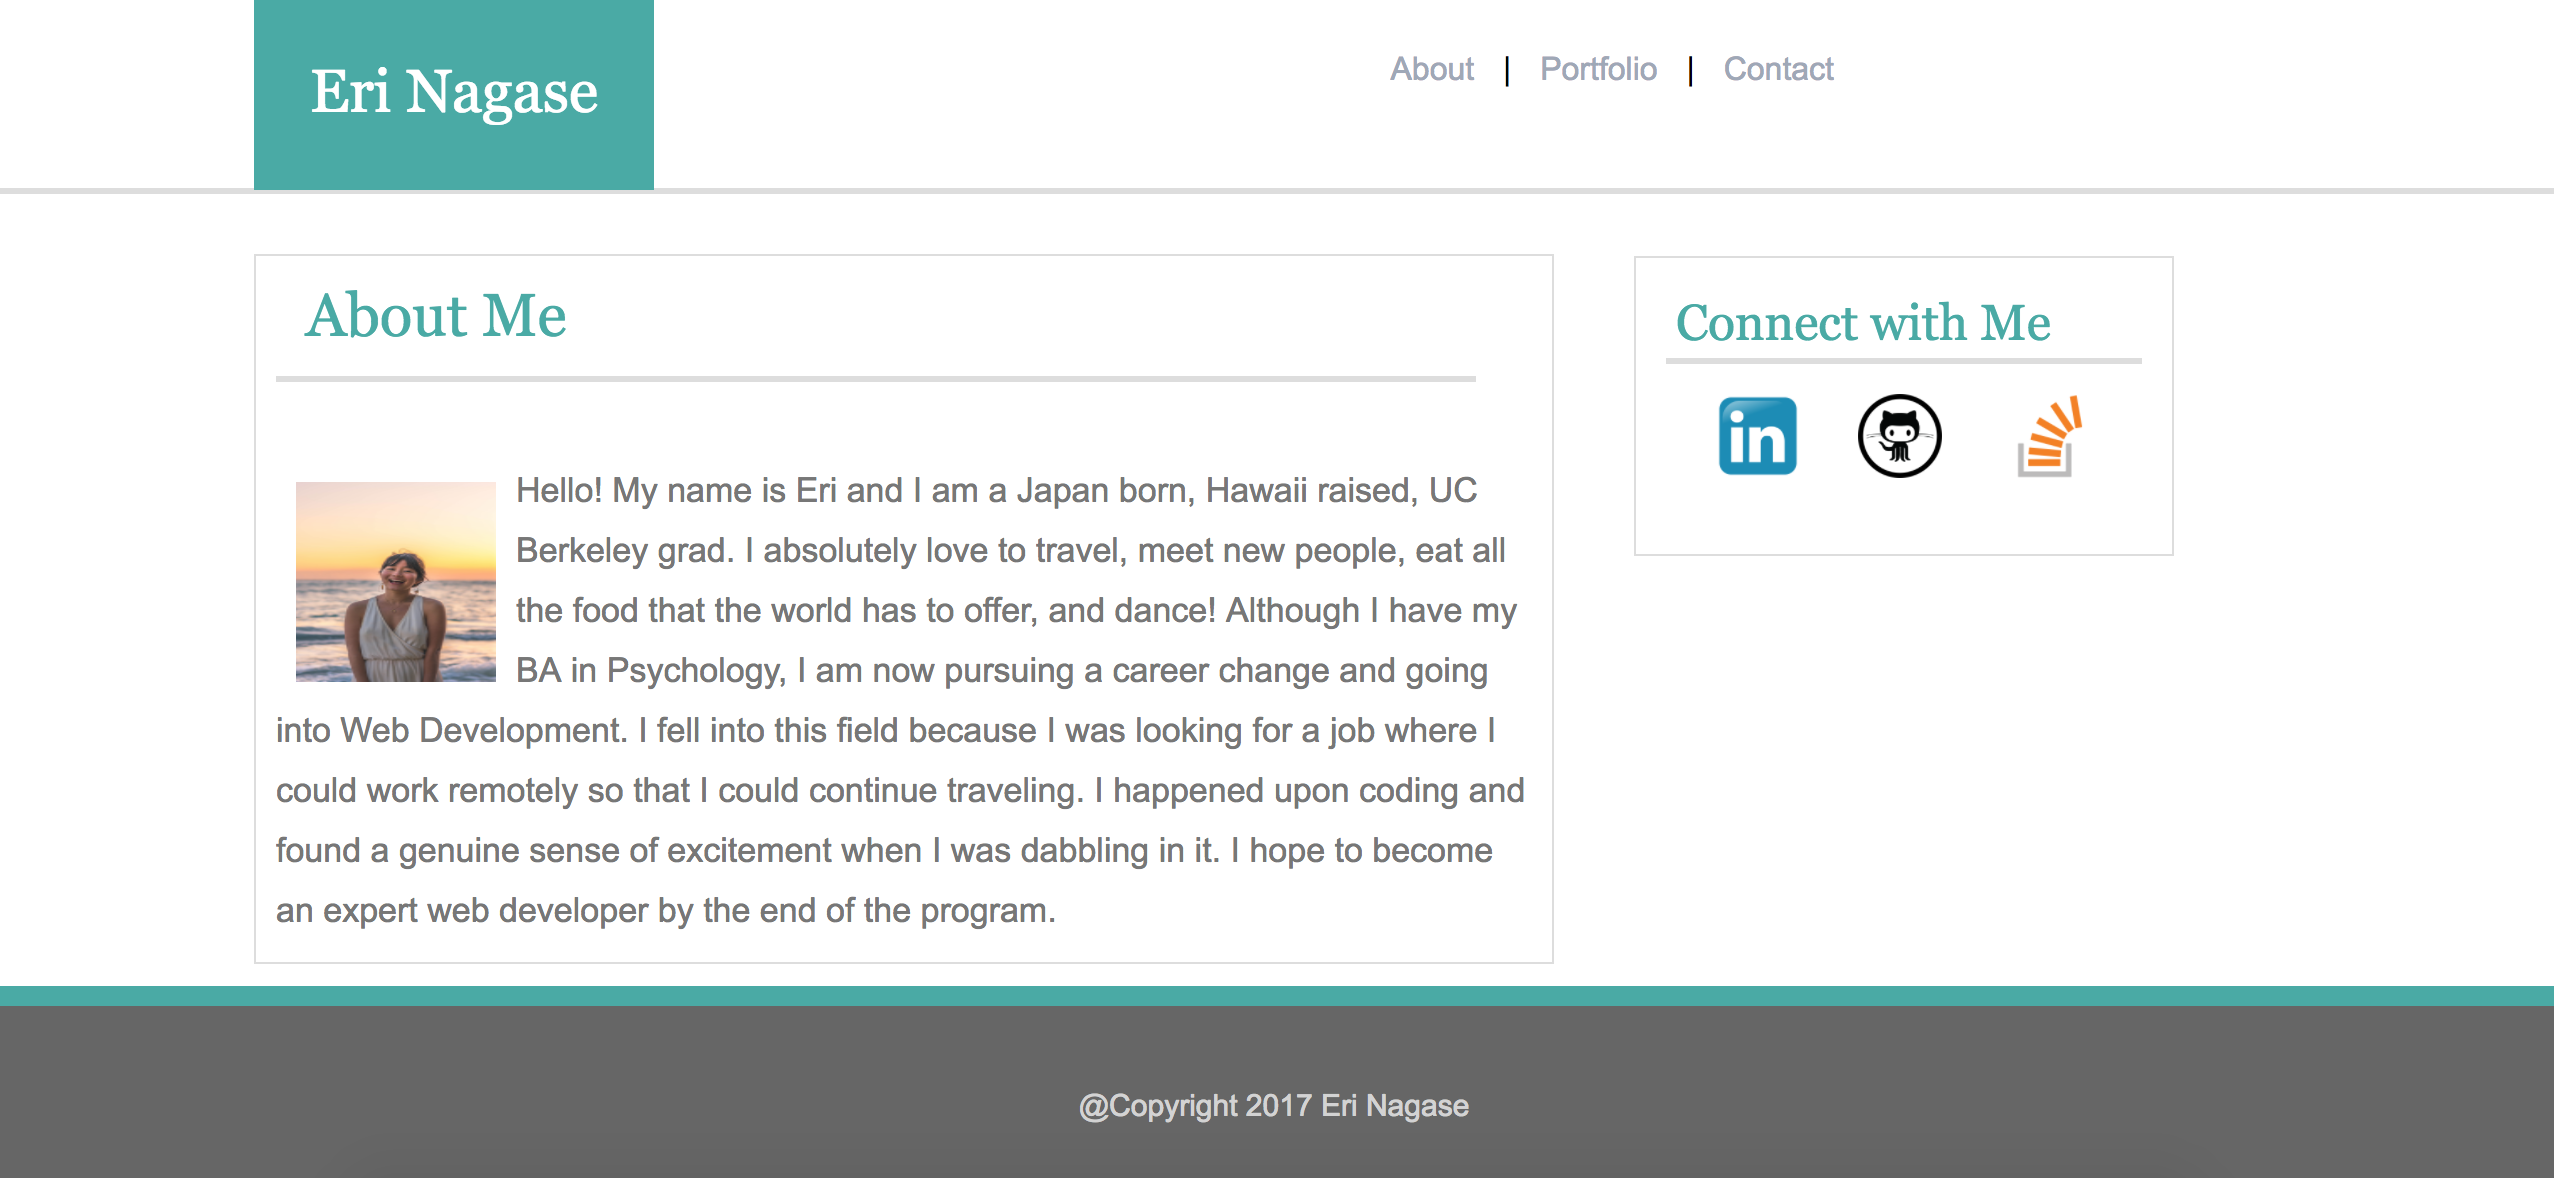 Eri Nagase
About | Portfolio | Contact
About Me
Hello! My name is Eri and I am a Japan born, Hawaii raised, UC
Berkeley grad. I absolutely love to travel, meet new people, eat all
the food that the world has to offer, and dance! Although I have my
BA in Psychology, I am now pursuing a career change and going
into Web Development. I fell into this field because I was looking for a job where I
could work remotely so that I could continue traveling. I happened upon coding and
found a genuine sense of excitement when I was dabbling in it. I hope to become
an expert web developer by the end of the program.
Connect with Me
in
@Copyright 2017 Eri Nagase